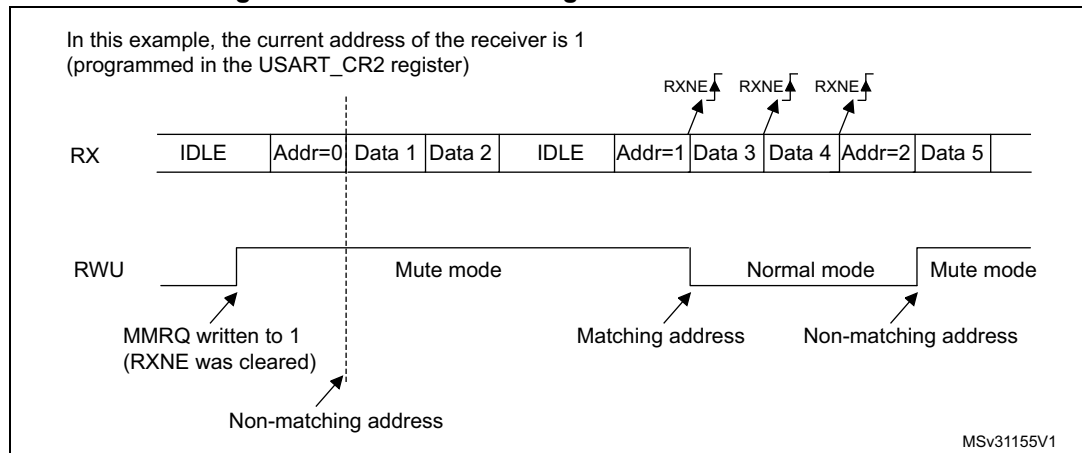 In this example, the current address of the receiver is 1
(programmed in the USART_CR2 register)
RXNE RXNE RXNE
RX IDLE Addr=0 Data 1 Data 2 IDLE Addr=1 Data 3 Data 4 Addr=2 Data 5
RWU Mute mode Normal mode Mute mode
MMRQ written to 1 Matching address Non-matching address
(RXNE was cleared)
Non-matching address
MSv31155V1